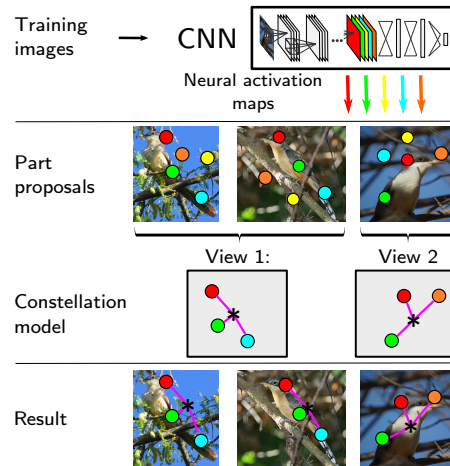 Training
images
CNN
Neural activation
maps
Part
proposals
View 1:
View 2
Constellation
model
Result